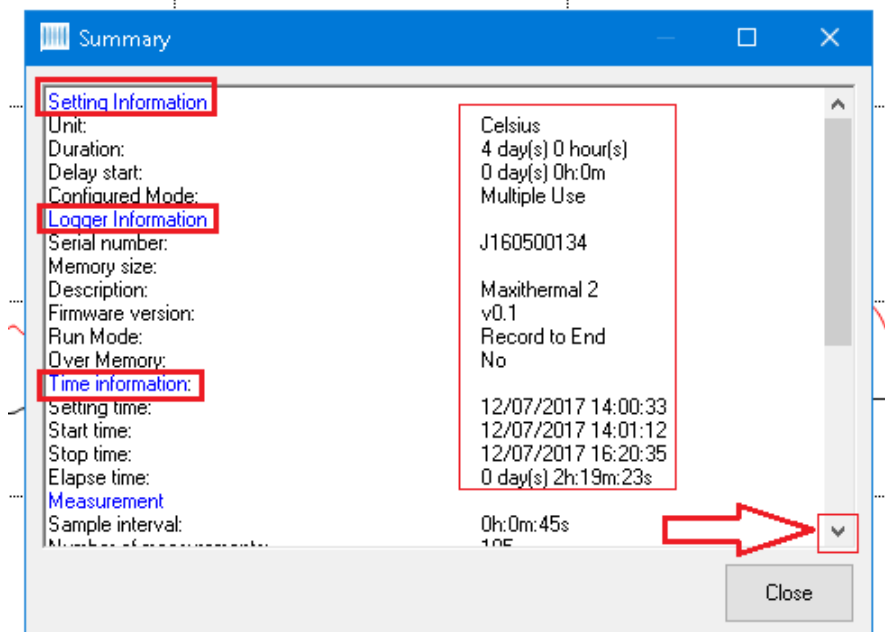 Summary
Setting Information
Unit: Celsius
Duration: 4 day(s) 0 hour(s)
Delay start: 0 day(s) 0h:0m
Configured Mode: Multiple Use
Logger Information
Serial number: J160500134
Memory size:
Description: Maxithermal 2
Firmware version: v0.1
Run Mode: Record to End
Over Memory: No
Time information:
Setting time: 12/07/2017 14:00:33
Start time: 12/07/2017 14:01:12
Stop time: 12/07/2017 16:20:35
Elapse time: 0 day(s) 2h:19m:23s
Measurement
Sample interval: 0h:0m:45s
Close